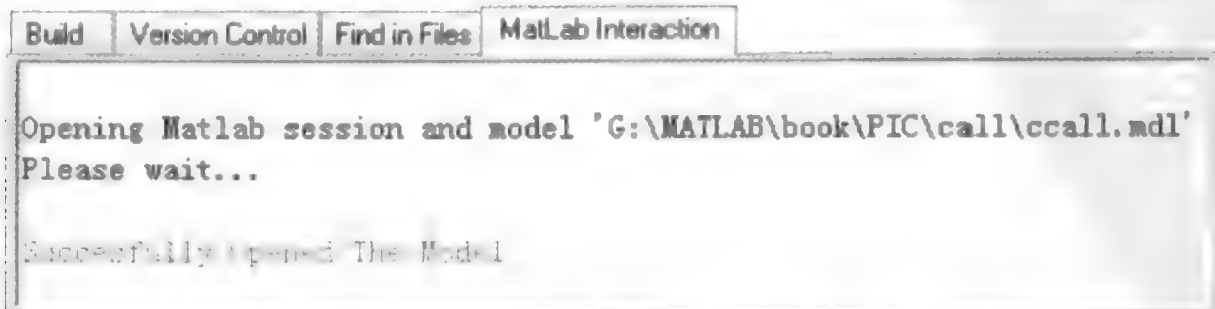 Build Version Control Find in Files MatLab Interaction
Opening Matlab session and model 'G:\MATLAB\book\PIC\call\ccall.mdl'
Please wait...
Succesfully Opened The Model